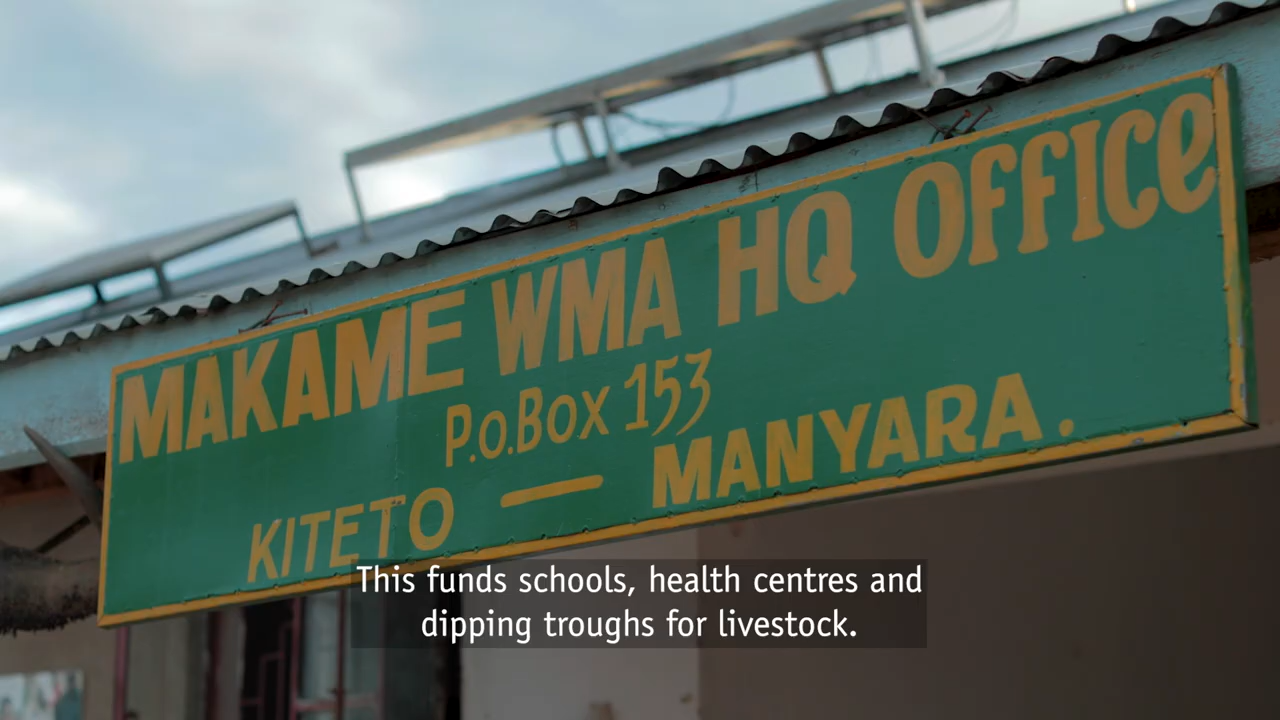 MAKAME WMA HQ OFFICE
P.O.BOX 153
KITETO — MANYARA.
This funds schools, health centres and
dipping troughs for livestock.